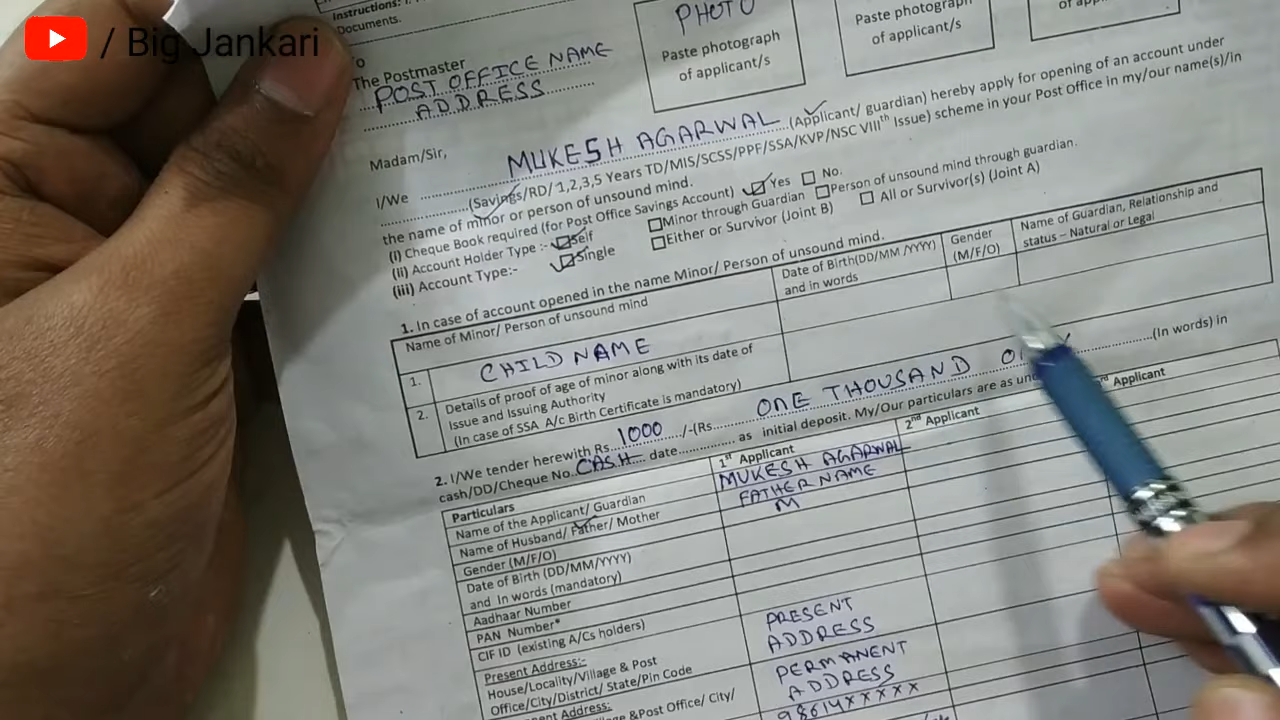 / Big Jankari
Instructions:
Documents.
The Postmaster
POST OFFICE NAME
ADDRESS
PHOTO
Paste photograph
of applicant/s
Paste photograph
of applicant/s
Madam/Sir,
I/We MUKESH AGARWAL (Applicant/ guardian) hereby apply for opening of an account under
(Savings/RD/ 1,2,3,5 Years TD/MIS/SCSS/PPF/SSA/KVP/NSC VIIIth Issue) scheme in your Post Office in my/our name(s)/in
the name of minor or person of unsound mind.
(i) Cheque Book required (for Post Office Savings Account) Yes No.
(ii) Account Holder Type :- Self Minor through Guardian Person of unsound mind through guardian.
(iii) Account Type:- Single Either or Survivor (Joint B) All or Survivor(s) (Joint A)
1. In case of account opened in the name Minor/ Person of unsound mind.
Name of Minor/ Person of unsound mind
Date of Birth(DD/MM /YYYY)
and in words
Gender
(M/F/O)
Name of Guardian, Relationship and
status – Natural or Legal
1. CHILD NAME
2. Details of proof of age of minor along with its date of
Issue and Issuing Authority
(In case of SSA A/c Birth Certificate is mandatory)
2. I/We tender herewith Rs. 1000 /-(Rs. ONE THOUSAND (In words) in
cash/DD/Cheque No. CASH date as initial deposit. My/Our particulars are as
Particulars
1st Applicant
2nd Applicant
Applicant
Name of the Applicant/ Guardian MUKESH AGARWAL
Name of Husband/ Father/ Mother FATHER NAME
Gender (M/F/O) M
Date of Birth (DD/MM/YYYY)
and In words (mandatory)
Aadhaar Number
PAN Number*
CIF ID (existing A/Cs holders)
Present Address:-
House/Locality/Village & Post
Office/City/District/ State/Pin Code
PRESENT
ADDRESS
Address:
&Post Office/ City/
PERMANENT
ADDRESS
98614XXXXX